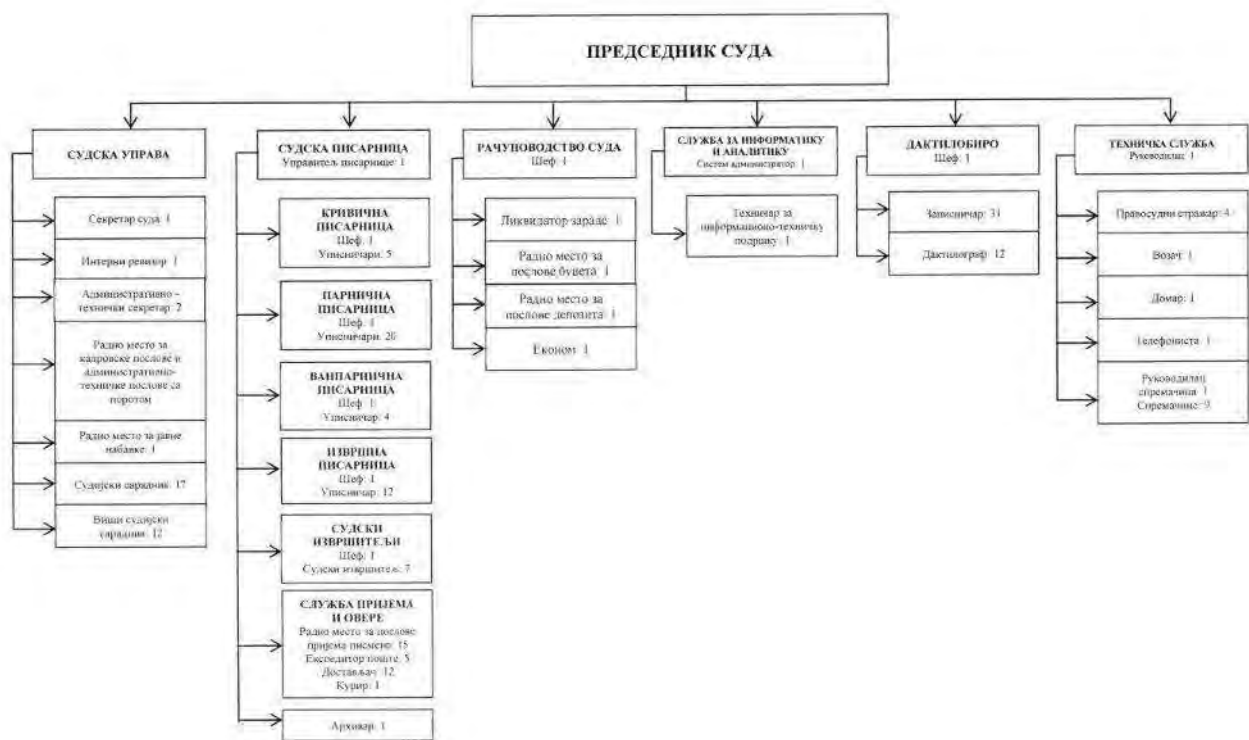 ПРЕДСЕДНИК СУДА
СУДСКА УПРАВА
Секретар суда: 1
Интерни ревизор 1
Административно -
технички секретар: 2
Радно место за
кадровске послове и
административно-
техничке послове са
поротом
Радно место за јавне
набавке: 1
Судијски сарадник: 17
Виши судијски
сарадник: 12
СУДСКА ПИСАРНИЦА
Управитељ писарнице: 1
КРИВИЧНА
ПИСАРНИЦА
Шеф: 1
Уписничари: 5
ПАРНИЧНА
ПИСАРНИЦА
Шеф: 1
Уписничари: 20
ВАНПАРНИЧНА
ПИСАРНИЦА
Шеф: 1
Уписничар: 4
ИЗВРШНА
ПИСАРНИЦА
Шеф: 1
Уписничар: 12
СУДСКИ
ИЗВРШИТЕЉИ
Шеф: 1
Судски извршитељ: 7
СЛУЖБА ПРИЈЕМА
И ОВЕРЕ
Радно место за послове
пријема писмена: 15
Експедитор поште: 5
Достављач: 12
Курир: 1
Архивар: 1
РАЧУНОВОДСТВО СУДА
Шеф: 1
Ликвидатор зараде: 1
Радно место за
послове буџета: 1
Радно место за
послове депозита: 1
Економ: 1
СЛУЖБА ЗА ИНФОРМАТИКУ
И АНАЛИТИКУ
Систем администратор: 1
Техничар за
информационо-техничку
подршку: 1
ДАКТИЛОБИРО
Шеф: 1
Записничар: 31
Дактилограф: 12
ТЕХНИЧКА СЛУЖБА
Руководилац: 1
Правосудни стражар: 4
Возач: 1
Домар: 1
Телефониста: 1
Руководилац
спремачица 1
Спремачице: 9